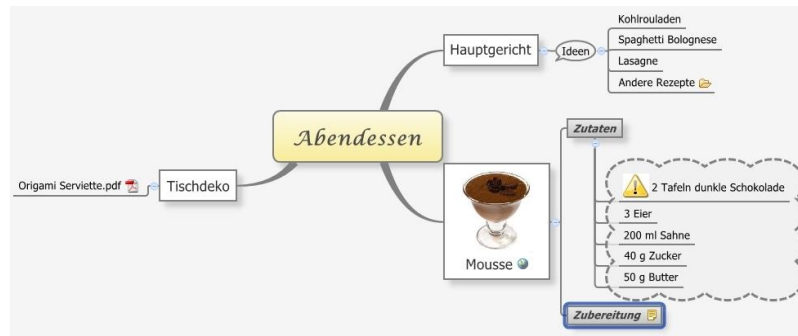 Abendessen
Hauptgericht
Ideen
Kohlrouladen
Spaghetti Bolognese
Lasagne
Andere Rezepte
Mousse
Zutaten
2 Tafeln dunkle Schokolade
3 Eier
200 ml Sahne
40 g Zucker
50 g Butter
Zubereitung
Tischdeko
Origami Serviette.pdf